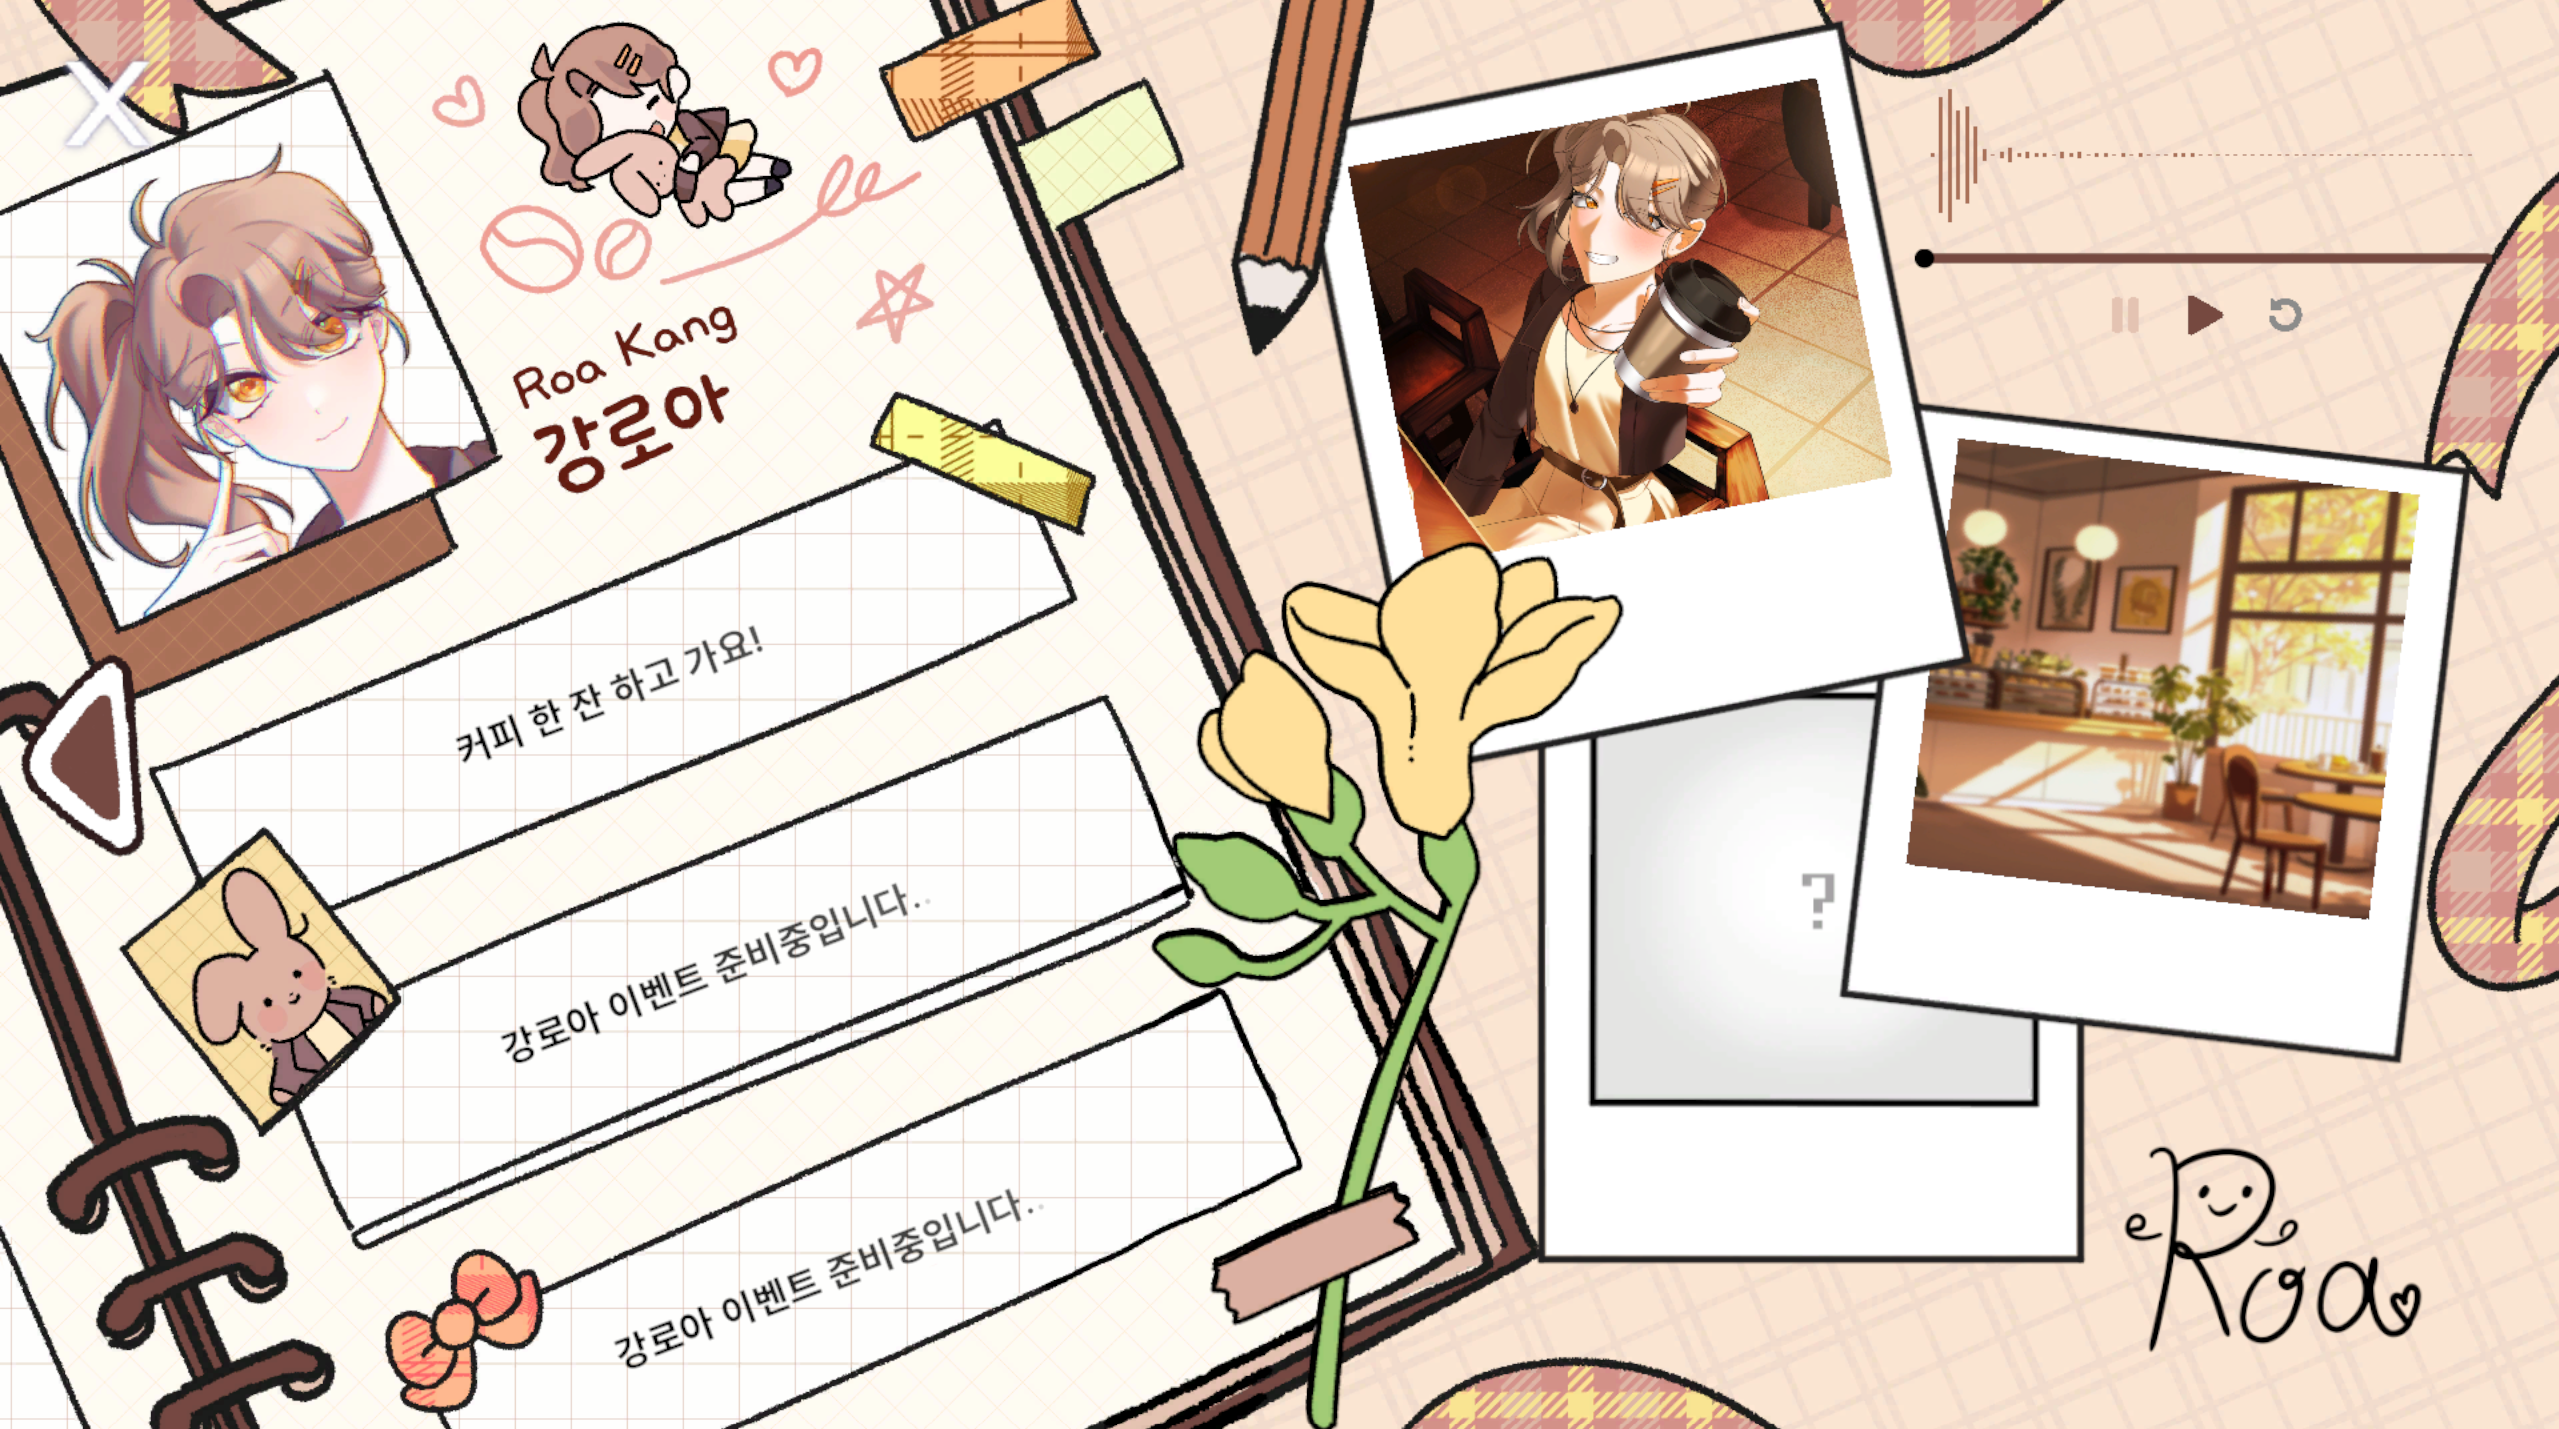 X
Roa Kang
강로아
커피 한 잔 하고 가요!
강로아 이벤트 준비중입니다..
강로아 이벤트 준비중입니다..
?
Roa